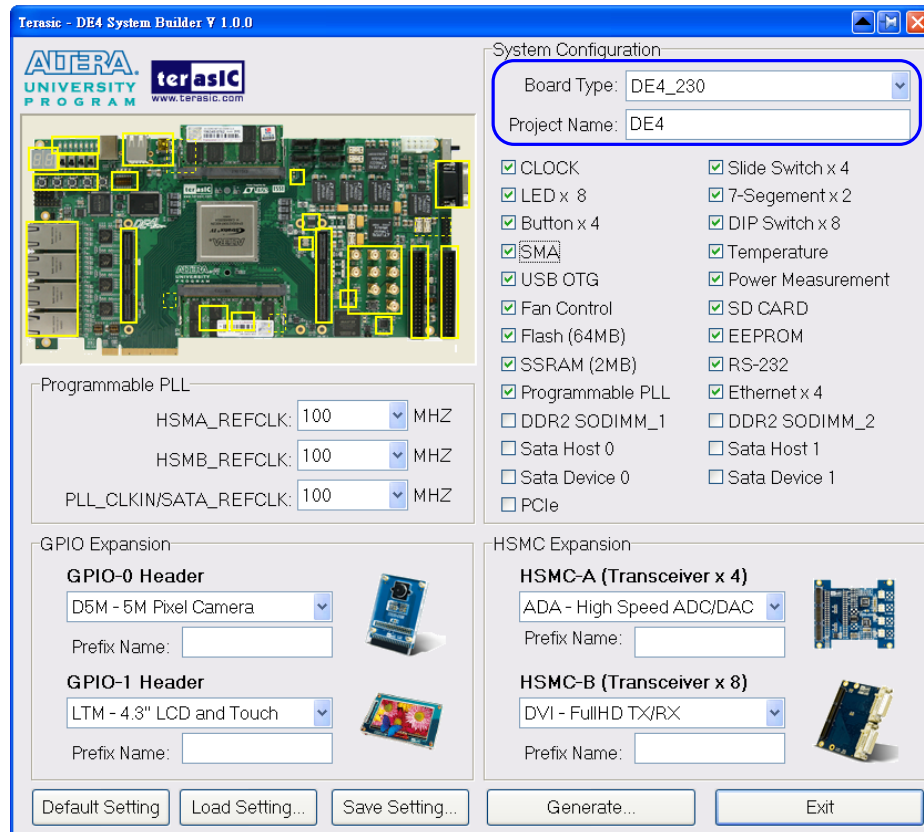 Terasic - DE4 System Builder V 1.0.0
ALTERA.
UNIVERSITY
PROGRAM
terasIC
www.terasic.com
System Configuration
Board Type: DE4_230
Project Name: DE4
CLOCK
Slide Switch x 4
LED x 8
7-Segement x 2
Button x 4
DIP Switch x 8
SMA
Temperature
USB OTG
Power Measurement
Fan Control
SD CARD
Flash (64MB)
EEPROM
SSRAM (2MB)
RS-232
Programmable PLL
Ethernet x 4
DDR2 SODIMM_1
DDR2 SODIMM_2
Sata Host 0
Sata Host 1
Sata Device 0
Sata Device 1
PCIe
Programmable PLL
HSMA_REFCLK: 100 MHZ
HSMB_REFCLK: 100 MHZ
PLL_CLKIN/SATA_REFCLK: 100 MHZ
GPIO Expansion
GPIO-0 Header
D5M - 5M Pixel Camera
Prefix Name:
GPIO-1 Header
LTM - 4.3" LCD and Touch
Prefix Name:
HSMC Expansion
HSMC-A (Transceiver x 4)
ADA - High Speed ADC/DAC
Prefix Name:
HSMC-B (Transceiver x 8)
DVI - FullHD TX/RX
Prefix Name:
Default Setting
Load Setting...
Save Setting...
Generate...
Exit